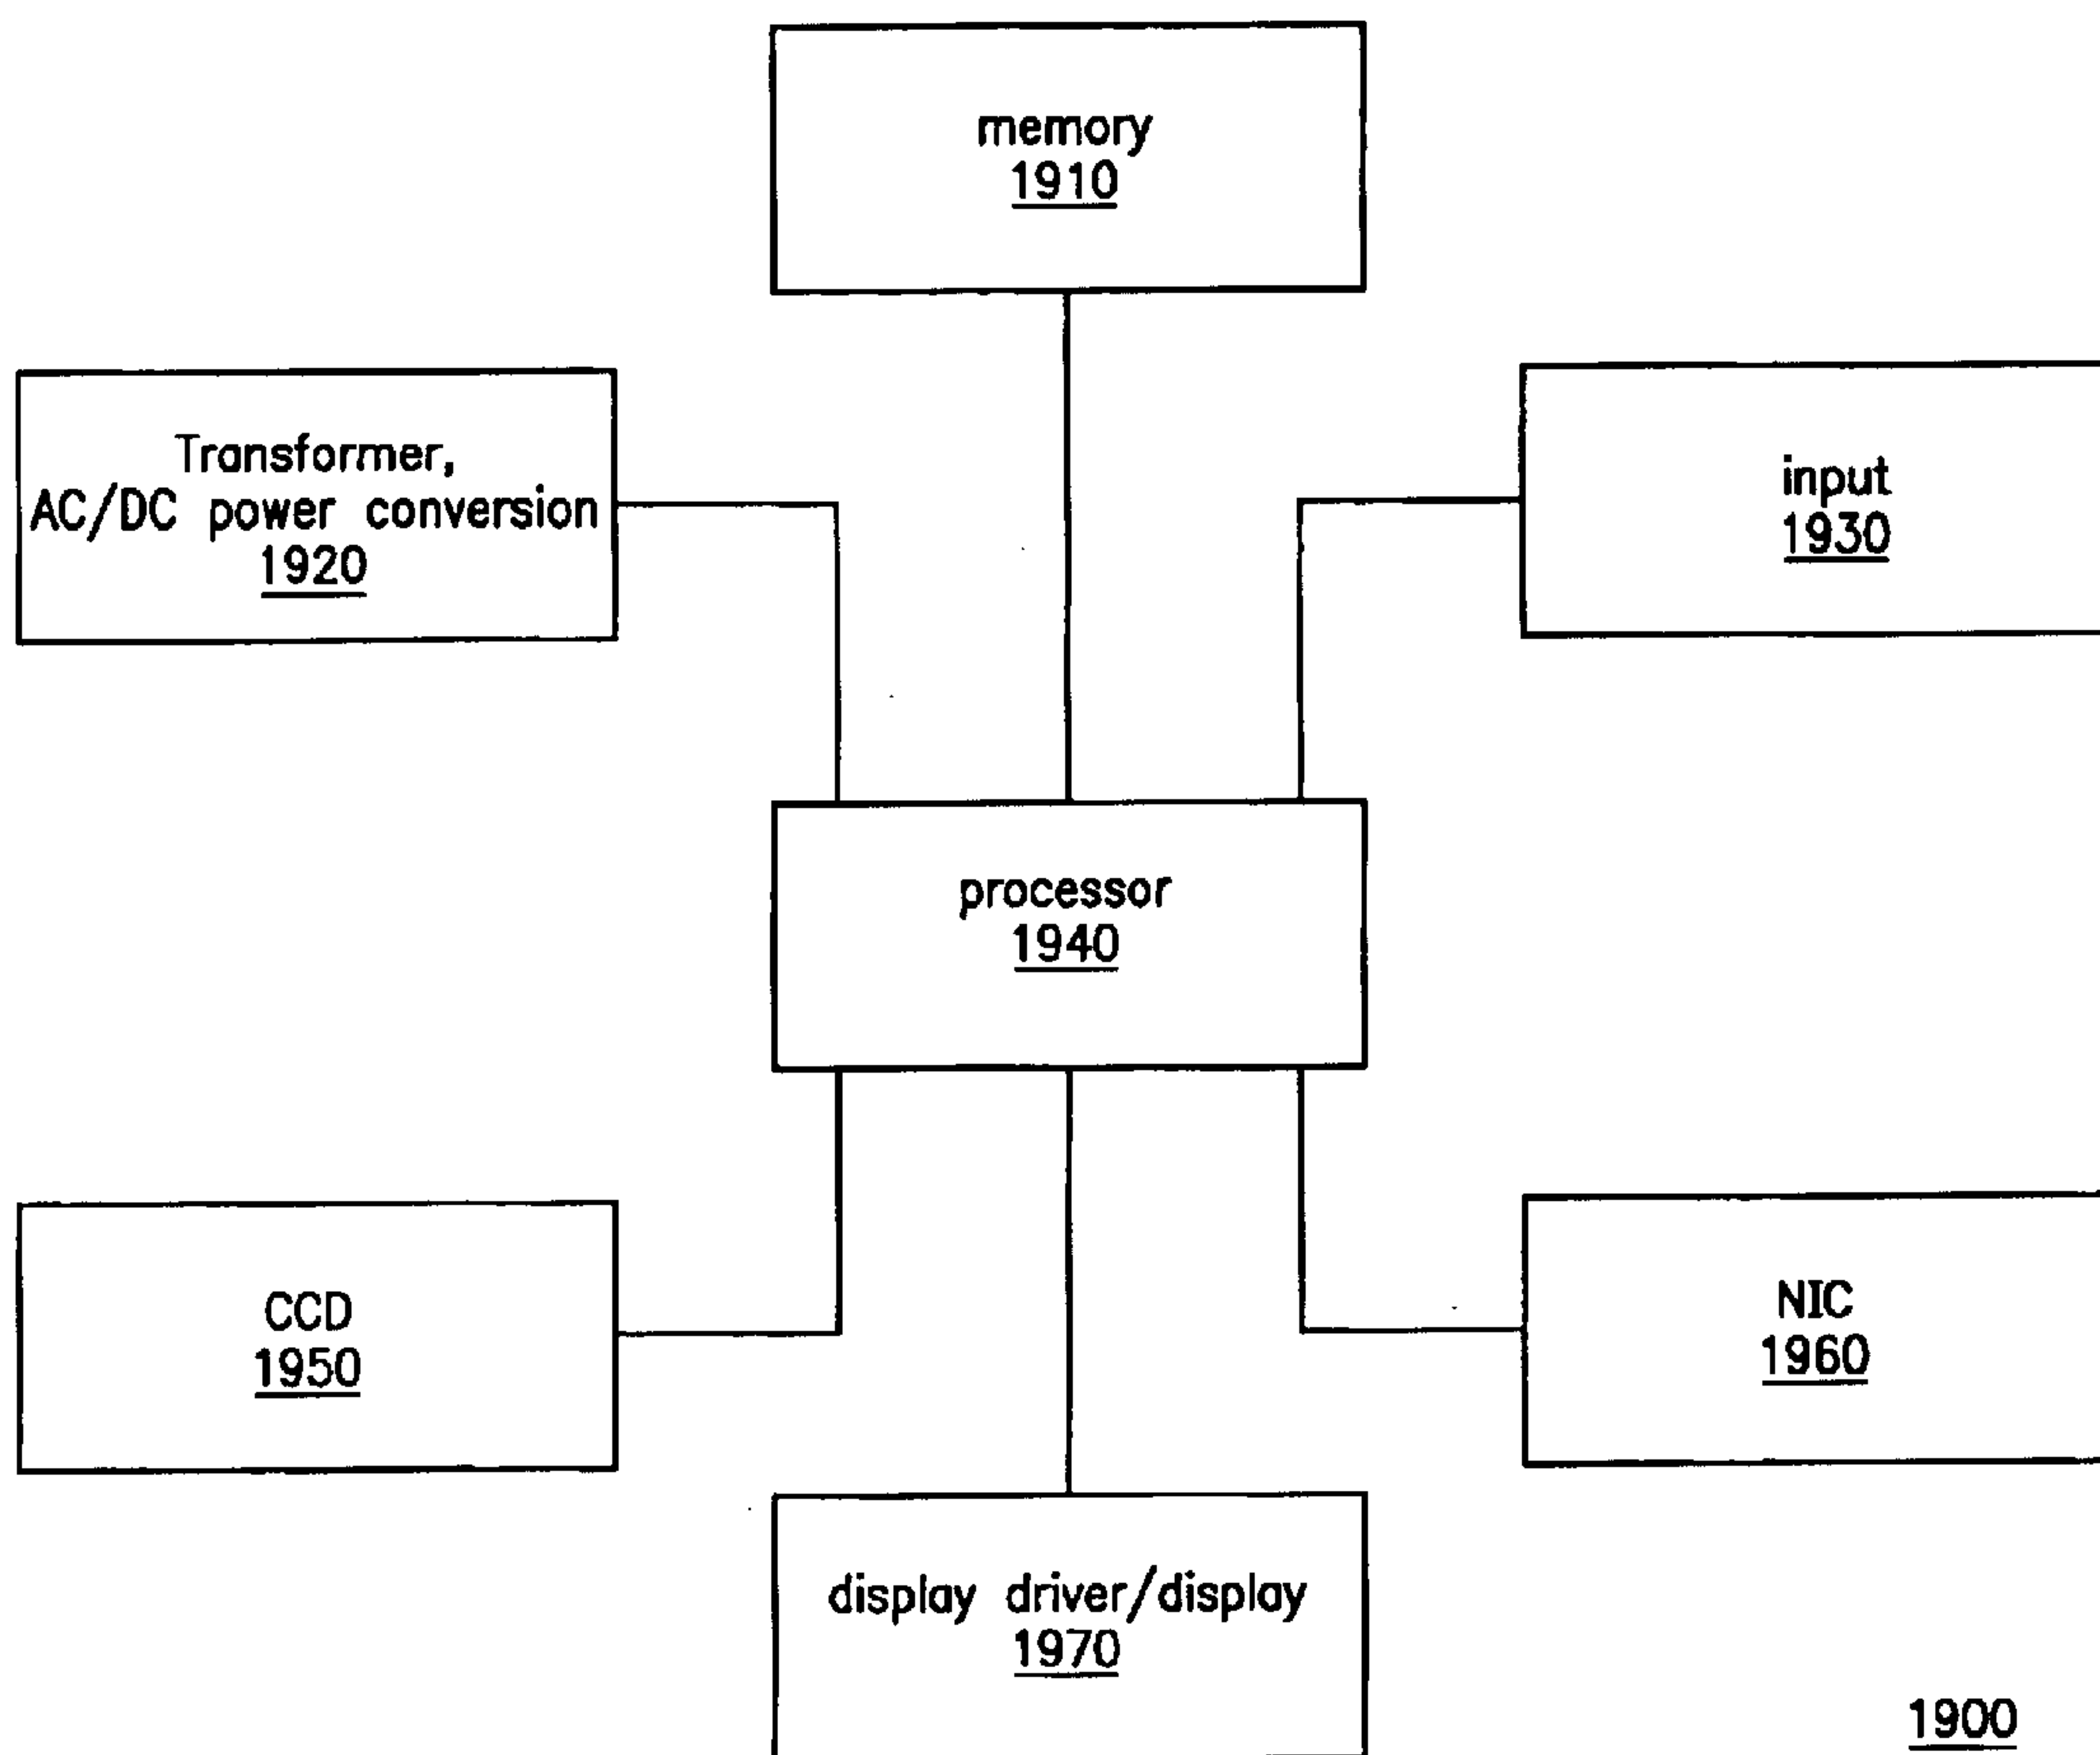 memory
1910
Transformer,
AC/DC power conversion
1920
input
1930
processor
1940
CCD
1950
NIC
1960
display driver/display
1970
1900